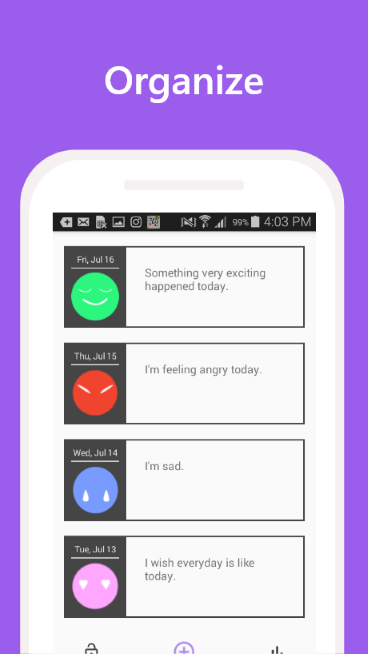 Organize
99% 4:03 PM
Fri, Jul 16
Something very exciting
happened today.
Thu, Jul 15
I'm feeling angry today.
Wed, Jul 14
I'm sad.
Tue, Jul 13
I wish everyday is like
today.